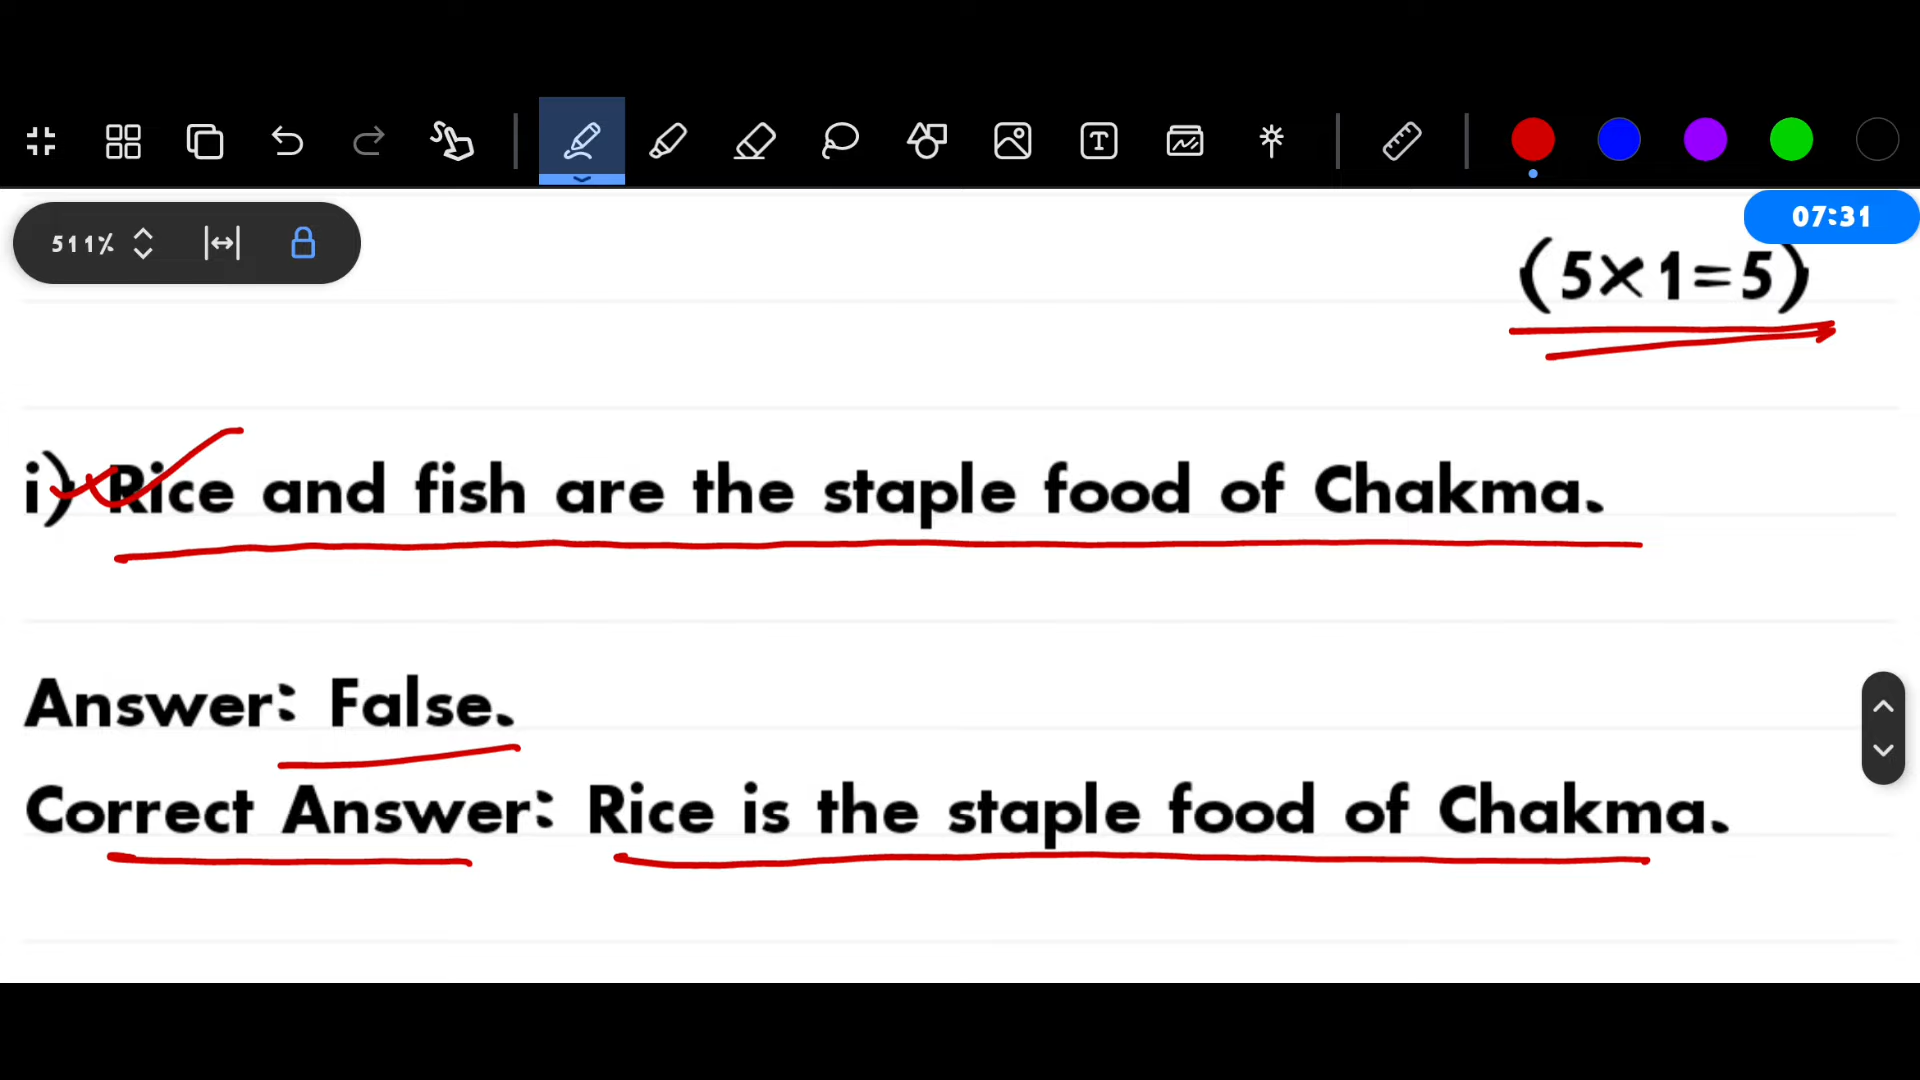 511%
07:31
(5×1=5)
i) Rice and fish are the staple food of Chakma.
Answer: False.
Correct Answer: Rice is the staple food of Chakma.